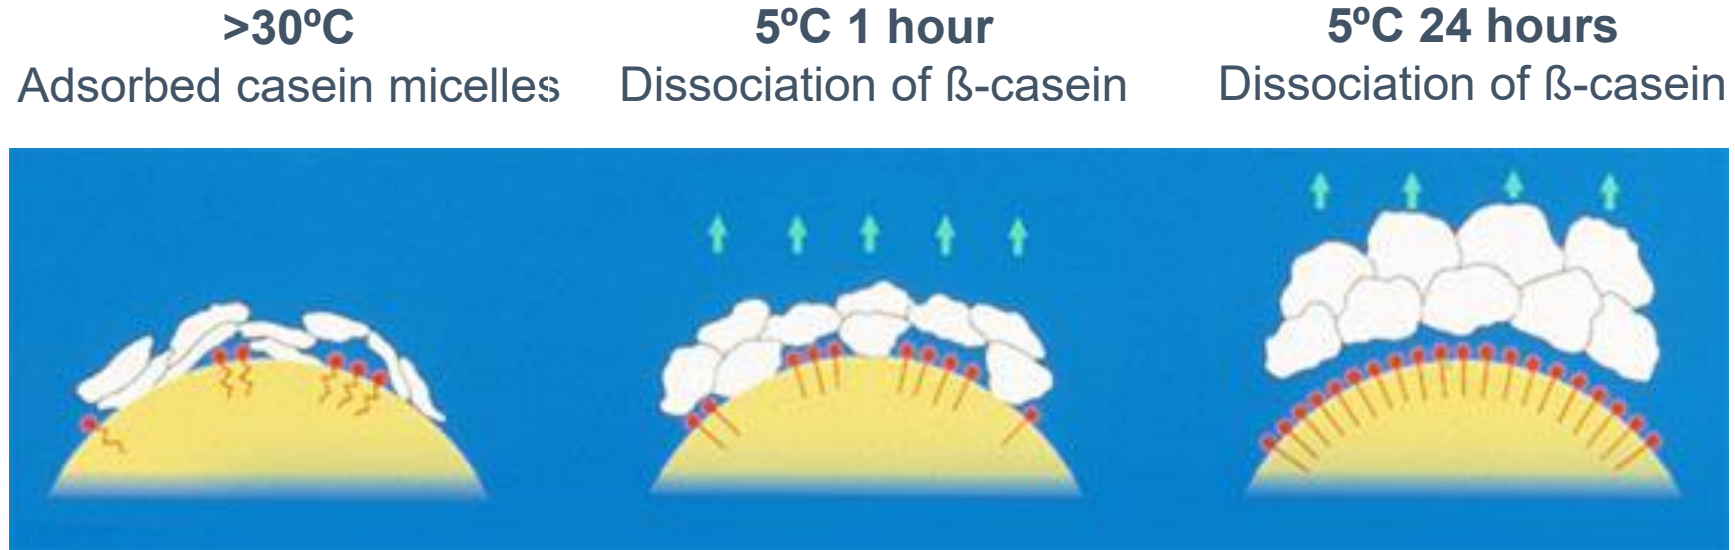 >30ºC
Adsorbed casein micelles
5ºC 1 hour
Dissociation of ß-casein
5ºC 24 hours
Dissociation of ß-casein